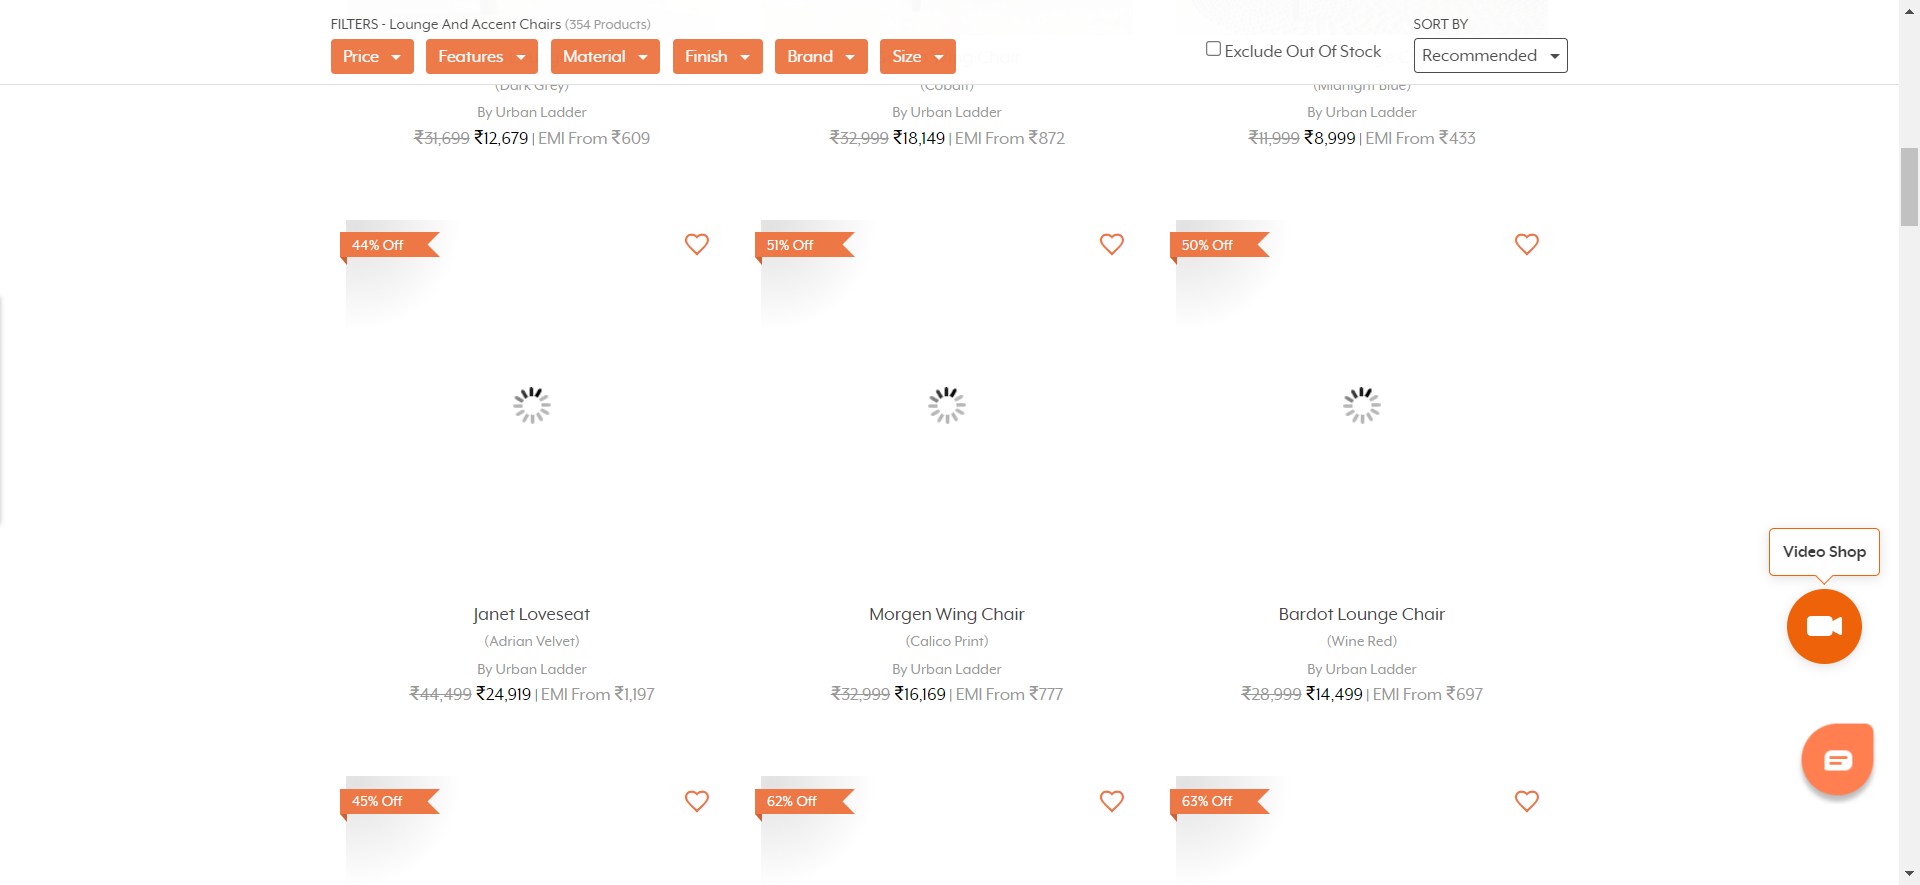 FILTERS - Lounge And Accent Chairs (354 Products)
SORT BY
Price
Features
Material
Finish
Brand
Size
Exclude Out Of Stock
Recommended
(Dark Grey)
(Cobalt)
(Midnight Blue)
By Urban Ladder
By Urban Ladder
By Urban Ladder
₹31,699 ₹12,679 | EMI From ₹609
₹32,999 ₹18,149 | EMI From ₹872
₹11,999 ₹8,999 | EMI From ₹433
44% Off
51% Off
50% Off
Video Shop
Janet Loveseat
Morgen Wing Chair
Bardot Lounge Chair
(Adrian Velvet)
(Calico Print)
(Wine Red)
By Urban Ladder
By Urban Ladder
By Urban Ladder
₹44,499 ₹24,919 | EMI From ₹1,197
₹32,999 ₹16,169 | EMI From ₹777
₹28,999 ₹14,499 | EMI From ₹697
45% Off
62% Off
63% Off